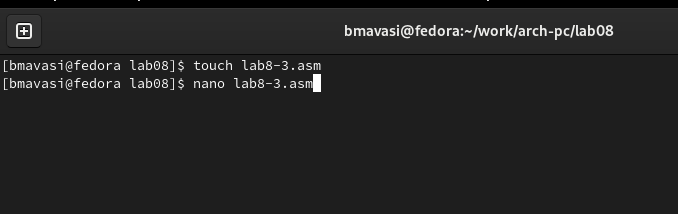 bmavasi@fedora:~/work/arch-pc/lab08
[bmavasi@fedora lab08]$ touch lab8-3.asm
[bmavasi@fedora lab08]$ nano lab8-3.asm